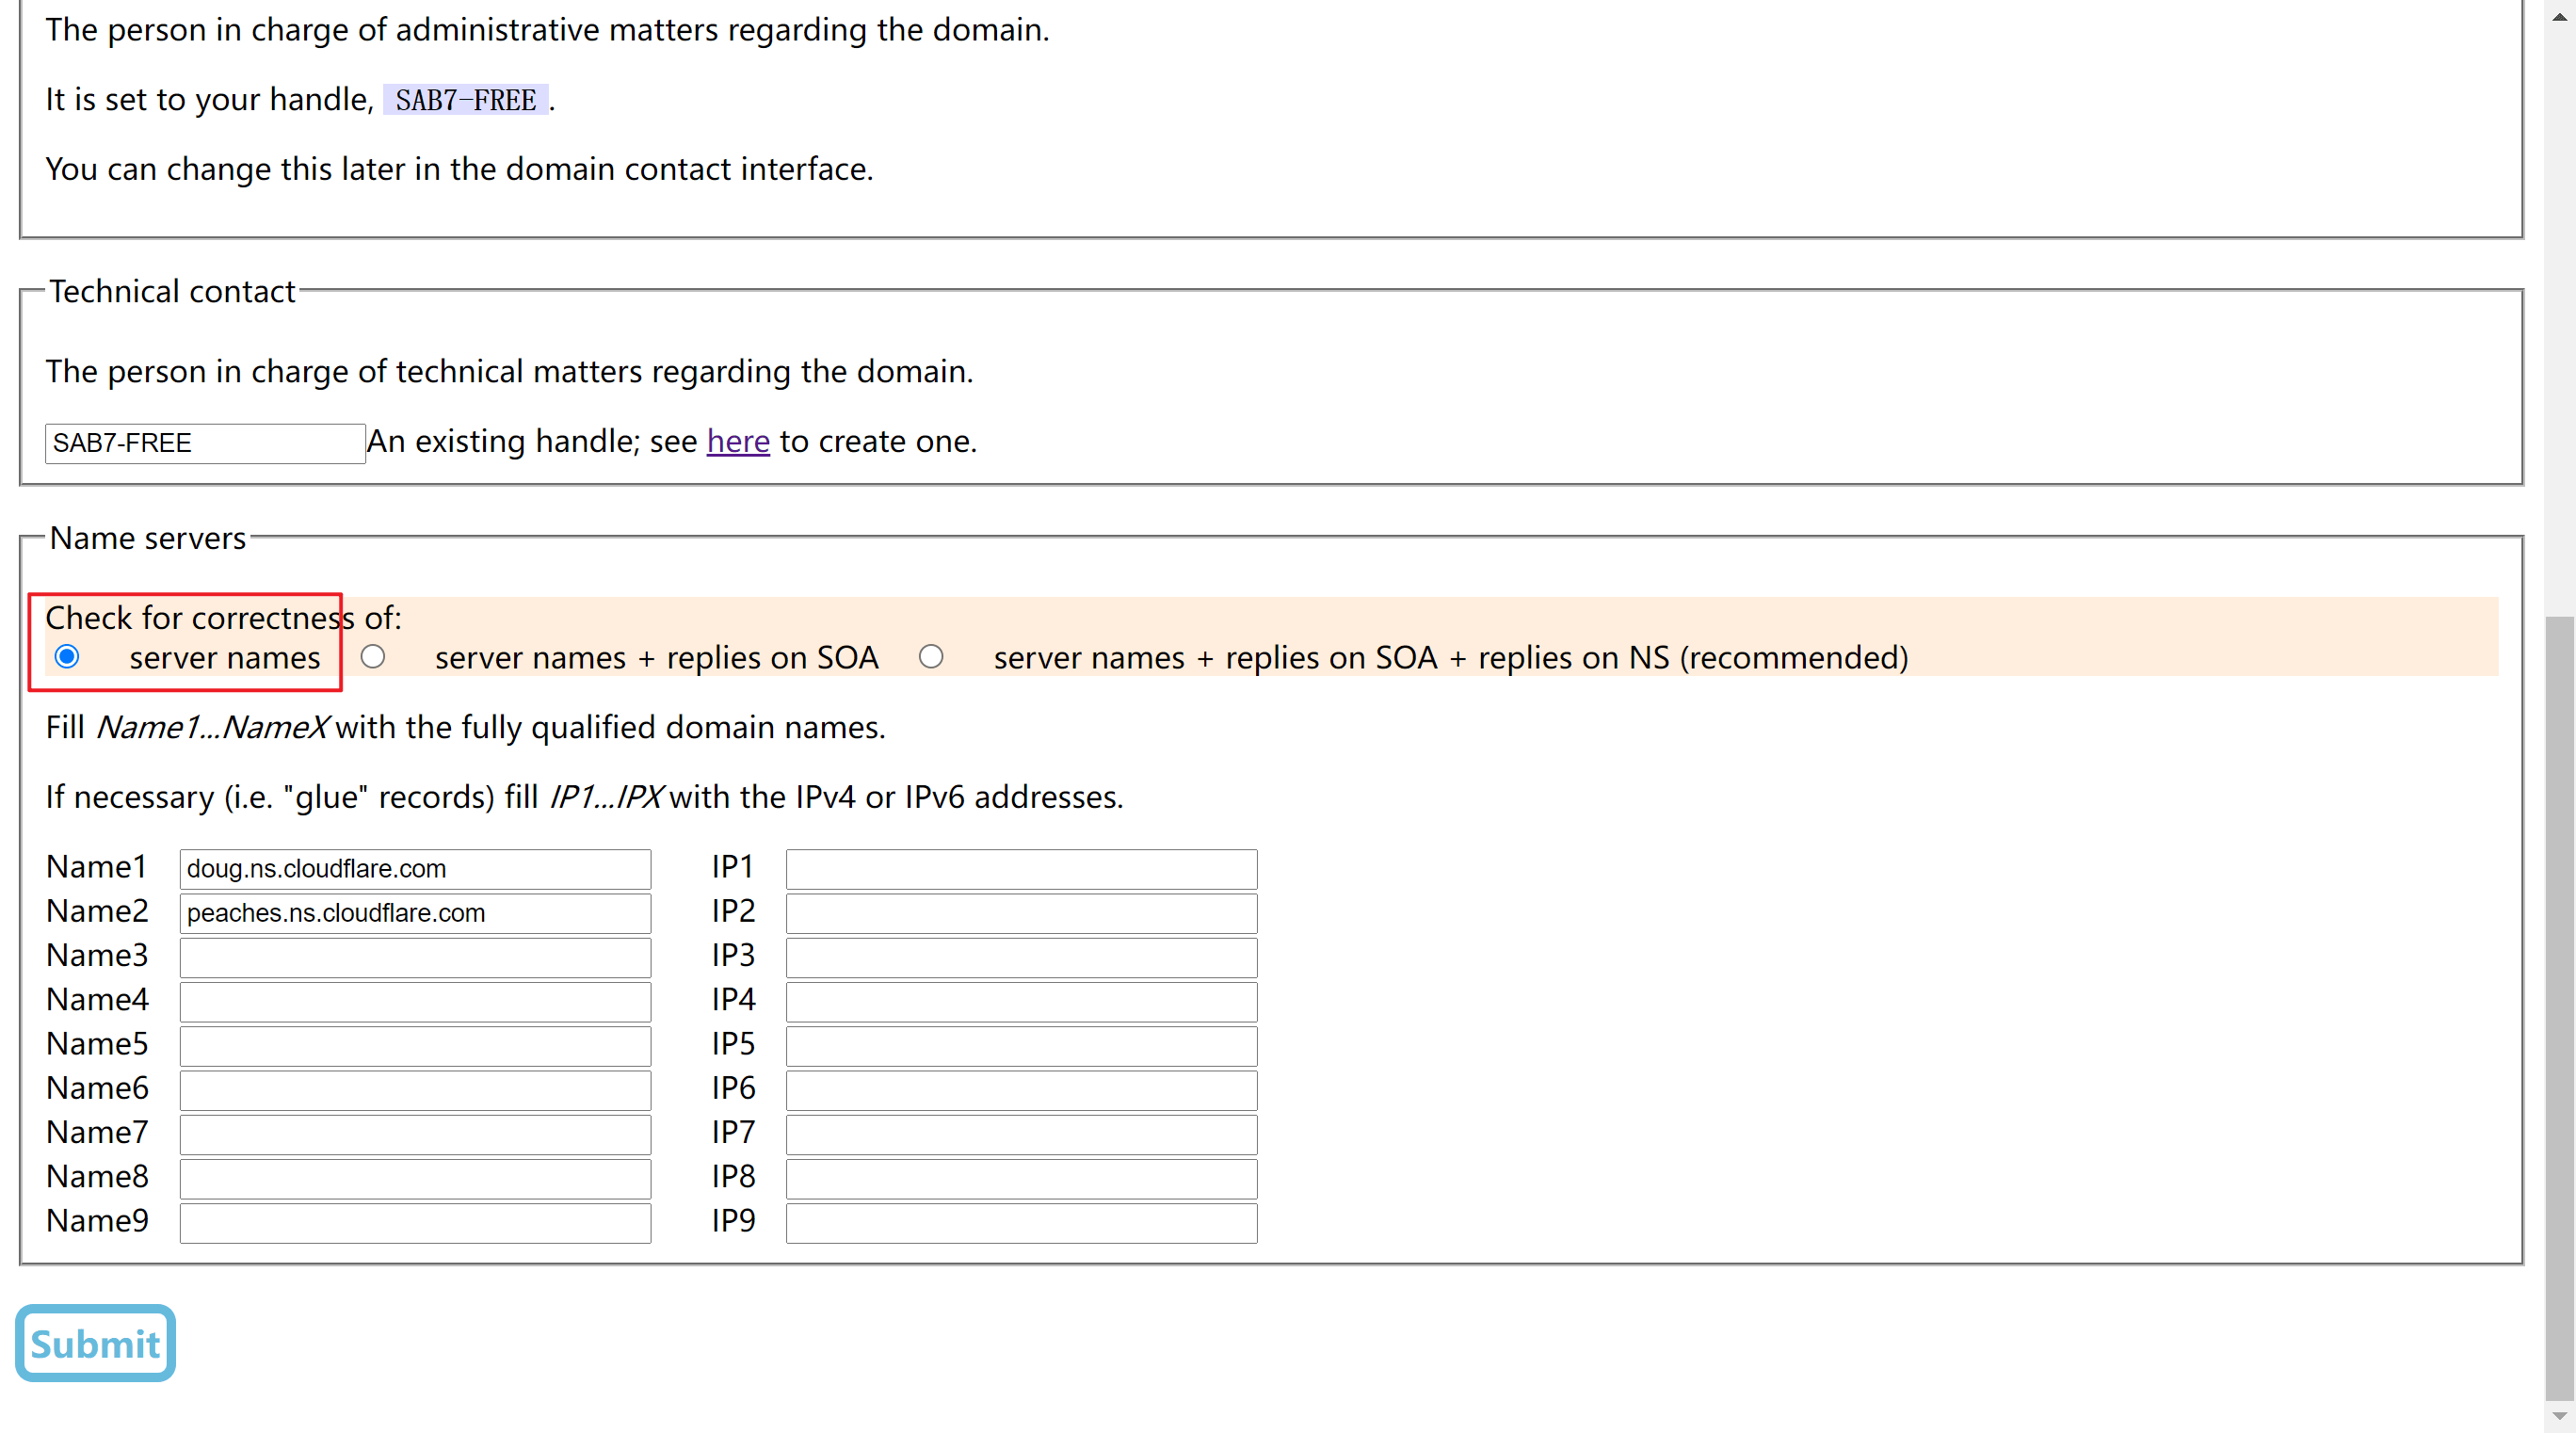 The person in charge of administrative matters regarding the domain.
It is set to your handle, SAB7-FREE .
You can change this later in the domain contact interface.
Technical contact
The person in charge of technical matters regarding the domain.
SAB7-FREE An existing handle; see here to create one.
Name servers
Check for correctness of:
server names server names + replies on SOA server names + replies on SOA + replies on NS (recommended)
Fill Name1...NameX with the fully qualified domain names.
If necessary (i.e. "glue" records) fill IP1...IPX with the IPv4 or IPv6 addresses.
Name1 doug.ns.cloudflare.com IP1
Name2 peaches.ns.cloudflare.com IP2
Name3 IP3
Name4 IP4
Name5 IP5
Name6 IP6
Name7 IP7
Name8 IP8
Name9 IP9
Submit